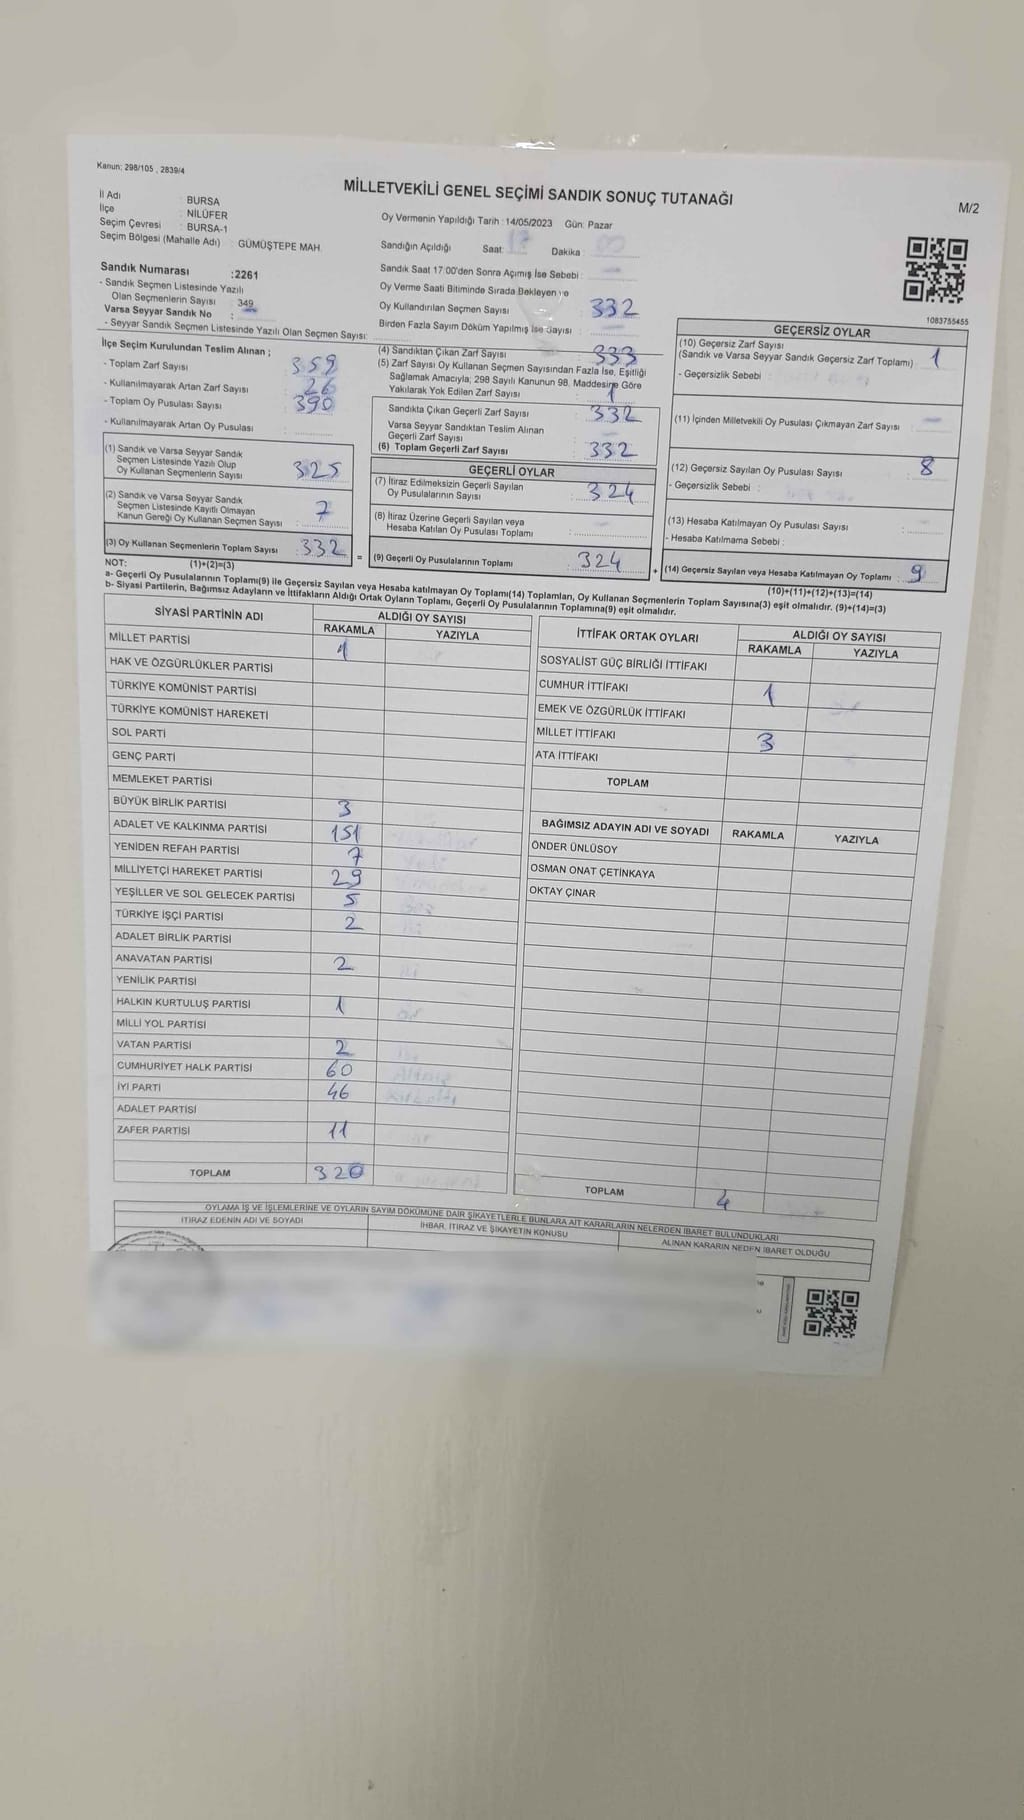 Kanun: 298/105 , 2839/4
MİLLETVEKİLİ GENEL SEÇİMİ SANDIK SONUÇ TUTANAĞI
M/2
İl Adı : BURSA
İlçe : NİLÜFER
Seçim Çevresi : BURSA-1
Seçim Bölgesi (Mahalle Adı) : GÜMÜŞTEPE MAH.
Oy Vermenin Yapıldığı Tarih : 14/05/2023 Gün: Pazar
Sandığın Açıldığı Saat: Dakika :
Sandık Saat 17:00'den Sonra Açılmış İse Sebebi : -
Oy Verme Saati Bitiminde Sırada Bekleyen ve
Oy Kullandırılan Seçmen Sayısı : 332
Birden Fazla Sayım Döküm Yapılmış İse Sayısı :
Sandık Numarası :2261
- Sandık Seçmen Listesinde Yazılı
Olan Seçmenlerin Sayısı : 349
Varsa Seyyar Sandık No :
- Seyyar Sandık Seçmen Listesinde Yazılı Olan Seçmen Sayısı:
1083755455
İlçe Seçim Kurulundan Teslim Alınan ;
- Toplam Zarf Sayısı : 359
- Kullanılmayarak Artan Zarf Sayısı : 26
- Toplam Oy Pusulası Sayısı : 390
- Kullanılmayarak Artan Oy Pusulası :
(1) Sandık ve Varsa Seyyar Sandık
Seçmen Listesinde Yazılı Olup
Oy Kullanan Seçmenlerin Sayısı : 325
(2) Sandık ve Varsa Seyyar Sandık
Seçmen Listesinde Kayıtlı Olmayan
Kanun Gereği Oy Kullanan Seçmen Sayısı : 7
(3) Oy Kullanan Seçmenlerin Toplam Sayısı : 332
(4) Sandıktan Çıkan Zarf Sayısı : 333
(5) Zarf Sayısı Oy Kullanan Seçmen Sayısından Fazla İse, Eşitliği
Sağlamak Amacıyla; 298 Sayılı Kanunun 98. Maddesine Göre
Yakılarak Yok Edilen Zarf Sayısı : 1
Sandıkta Çıkan Geçerli Zarf Sayısı : 332
Varsa Seyyar Sandıktan Teslim Alınan
Geçerli Zarf Sayısı
(6) Toplam Geçerli Zarf Sayısı : 332
GEÇERLİ OYLAR
(7) İtiraz Edilmeksizin Geçerli Sayılan
Oy Pusulalarının Sayısı : 324
(8) İtiraz Üzerine Geçerli Sayılan veya
Hesaba Katılan Oy Pusulası Toplamı : -
= (9) Geçerli Oy Pusulalarının Toplamı : 324 +
GEÇERSİZ OYLAR
(10) Geçersiz Zarf Sayısı
(Sandık ve Varsa Seyyar Sandık Geçersiz Zarf Toplamı) : 1
- Geçersizlik Sebebi :
(11) İçinden Milletvekili Oy Pusulası Çıkmayan Zarf Sayısı : -
(12) Geçersiz Sayılan Oy Pusulası Sayısı : 8
- Geçersizlik Sebebi :
(13) Hesaba Katılmayan Oy Pusulası Sayısı : -
- Hesaba Katılmama Sebebi :
(14) Geçersiz Sayılan veya Hesaba Katılmayan Oy Toplamı : 9
NOT: (1)+(2)=(3)
(10)+(11)+(12)+(13)=(14)
a- Geçerli Oy Pusulalarının Toplamı(9) ile Geçersiz Sayılan veya Hesaba katılmayan Oy Toplamı(14) Toplamları, Oy Kullanan Seçmenlerin Toplam Sayısına(3) eşit olmalıdır. (9)+(14)=(3)
b- Siyasi Partilerin, Bağımsız Adayların ve İttifakların Aldığı Ortak Oyların Toplamı, Geçerli Oy Pusulalarının Toplamına(9) eşit olmalıdır.
SİYASİ PARTİNİN ADI
ALDIĞI OY SAYISI
RAKAMLA YAZIYLA
MİLLET PARTİSİ 1
HAK VE ÖZGÜRLÜKLER PARTİSİ
TÜRKİYE KOMÜNİST PARTİSİ
TÜRKİYE KOMÜNİST HAREKETİ
SOL PARTİ
GENÇ PARTİ
MEMLEKET PARTİSİ
BÜYÜK BİRLİK PARTİSİ 3
ADALET VE KALKINMA PARTİSİ 151
YENİDEN REFAH PARTİSİ 7
MİLLİYETÇİ HAREKET PARTİSİ 29
YEŞİLLER VE SOL GELECEK PARTİSİ 5
TÜRKİYE İŞÇİ PARTİSİ 2
ADALET BİRLİK PARTİSİ
ANAVATAN PARTİSİ 2
YENİLİK PARTİSİ
HALKIN KURTULUŞ PARTİSİ 1
MİLLİ YOL PARTİSİ
VATAN PARTİSİ 2
CUMHURİYET HALK PARTİSİ 60
İYİ PARTİ 46
ADALET PARTİSİ
ZAFER PARTİSİ 11
TOPLAM 320
İTTİFAK ORTAK OYLARI
ALDIĞI OY SAYISI
RAKAMLA YAZIYLA
SOSYALİST GÜÇ BİRLİĞİ İTTİFAKI
CUMHUR İTTİFAKI 1
EMEK VE ÖZGÜRLÜK İTTİFAKI
MİLLET İTTİFAKI 3
ATA İTTİFAKI
TOPLAM
BAĞIMSIZ ADAYIN ADI VE SOYADI RAKAMLA YAZIYLA
ÖNDER ÜNLÜSOY
OSMAN ONAT ÇETİNKAYA
OKTAY ÇINAR
TOPLAM 4
OYLAMA İŞ VE İŞLEMLERİNE VE OYLARIN SAYIM DÖKÜMÜNE DAİR ŞİKAYETLERLE BUNLARA AİT KARARLARIN NELERDEN İBARET BULUNDUKLARI
İTİRAZ EDENİN ADI VE SOYADI İHBAR, İTİRAZ VE ŞİKAYETİN KONUSU ALINAN KARARIN NEDEN İBARET OLDUĞU